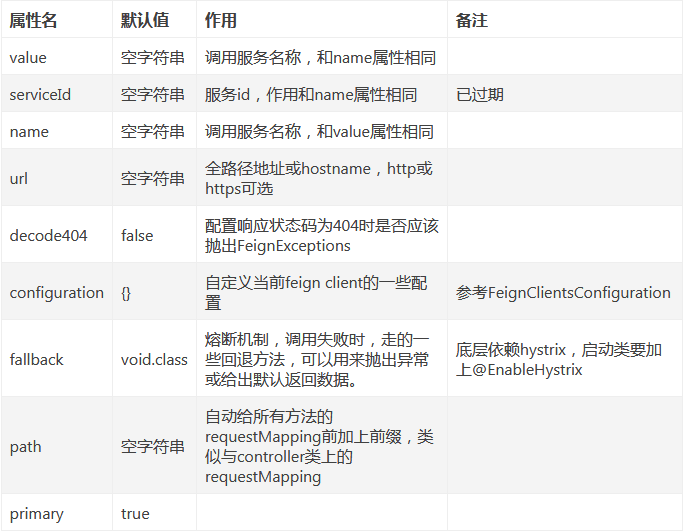 属性名 默认值 作用 备注
value 空字符串 调用服务名称，和name属性相同
serviceId 空字符串 服务id，作用和name属性相同 已过期
name 空字符串 调用服务名称，和value属性相同
url 空字符串 全路径地址或hostname，http或
https可选
decode404 false 配置响应状态码为404时是否应该
抛出FeignExceptions
configuration {} 自定义当前feign client的一些配
置 参考FeignClientsConfiguration
fallback void.class 熔断机制，调用失败时，走的一
些回退方法，可以用来抛出异常
或给出默认返回数据。
底层依赖hystrix，启动类要加
上@EnableHystrix
path 空字符串 自动给所有方法的
requestMapping前加上前缀，类
似与controller类上的
requestMapping
primary true